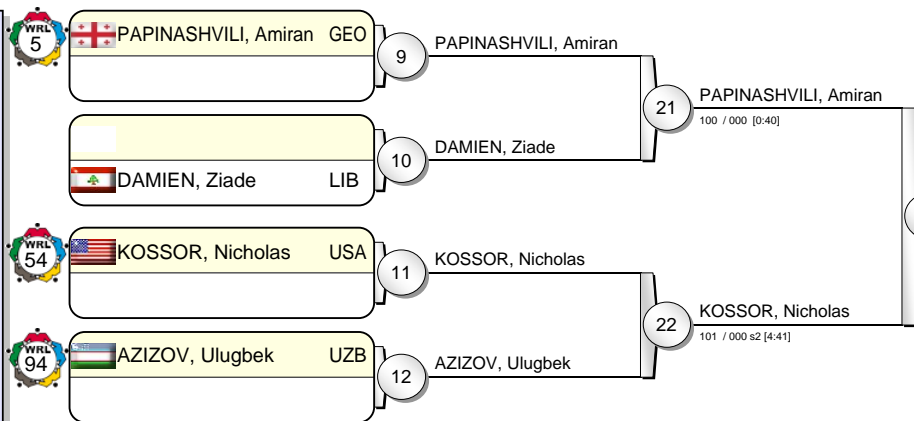 WRL
5
PAPINASHVILI, Amiran GEO
9
PAPINASHVILI, Amiran
21
PAPINASHVILI, Amiran
100 / 000 [0:40]
DAMIEN, Ziade LIB
10
DAMIEN, Ziade
WRL
54
KOSSOR, Nicholas USA
11
KOSSOR, Nicholas
22
KOSSOR, Nicholas
101 / 000 s2 [4:41]
WRL
94
AZIZOV, Ulugbek UZB
12
AZIZOV, Ulugbek